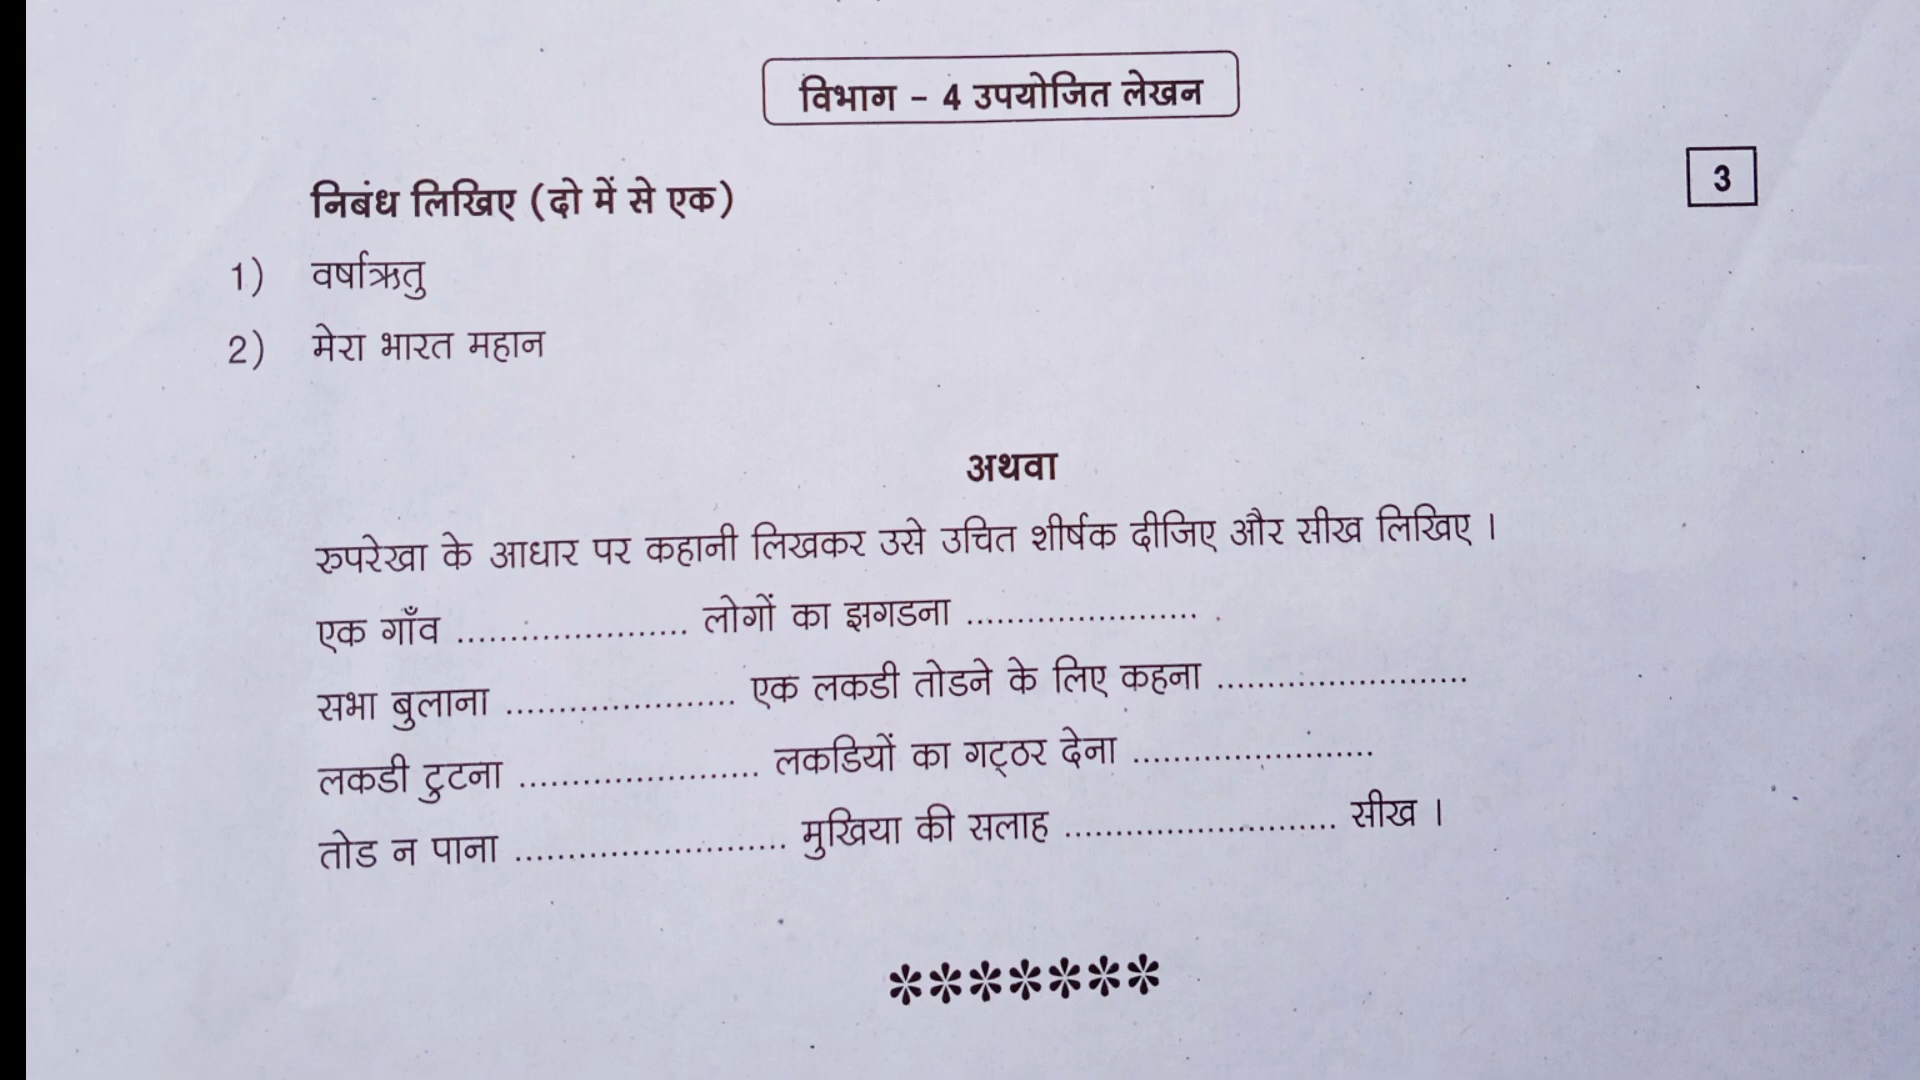 विभाग - 4 उपयोजित लेखन
3
निबंध लिखिए (दो में से एक)
1) वर्षाऋतु
2) मेरा भारत महान
अथवा
रुपरेखा के आधार पर कहानी लिखकर उसे उचित शीर्षक दीजिए और सीख लिखिए ।
एक गाँव ...................... लोगों का झगडना ...................... .
सभा बुलाना ...................... एक लकडी तोडने के लिए कहना ........................
लकडी टुटना ....................... लकडियों का गट्ठर देना .......................
तोड न पाना .......................... मुखिया की सलाह .......................... सीख ।
*******